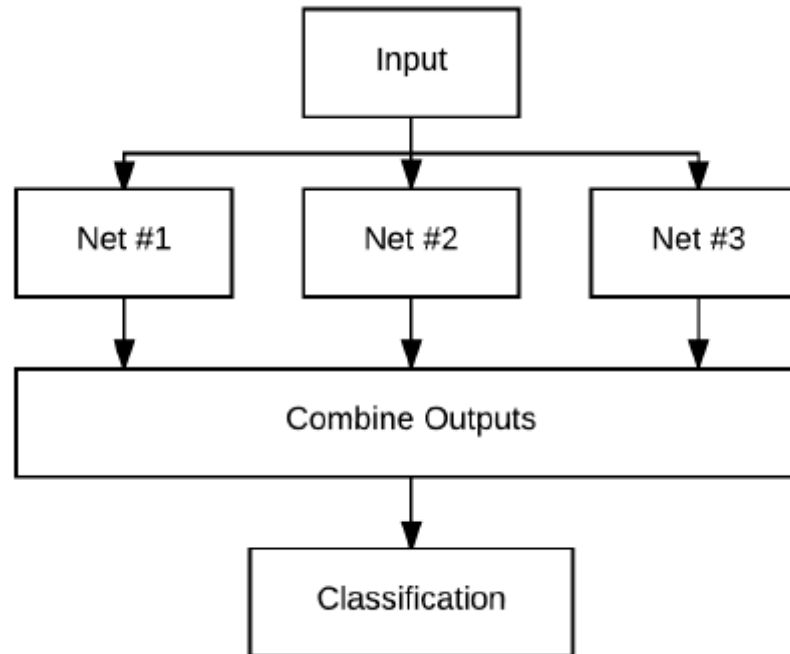 Input
Net #1
Net #2
Net #3
Combine Outputs
Classification